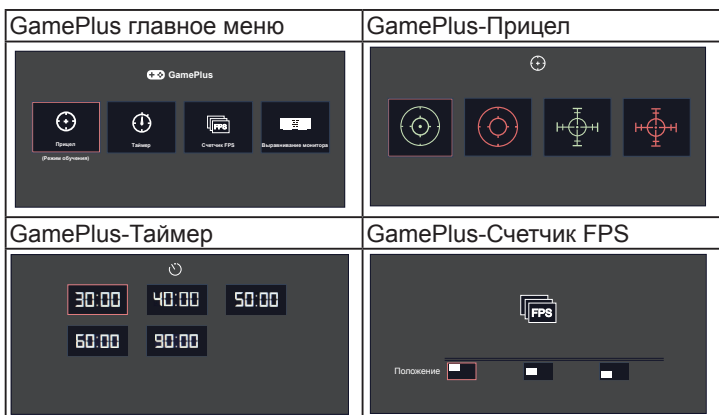 GamePlus главное меню
GamePlus-Прицел
GamePlus
Прицел
Таймер
FPS
Счетчик FPS
Выравнивание монитора
(Режим обучения)
GamePlus-Таймер
GamePlus-Счетчик FPS
30:00 40:00 50:00
60:00 90:00
FPS
Положение